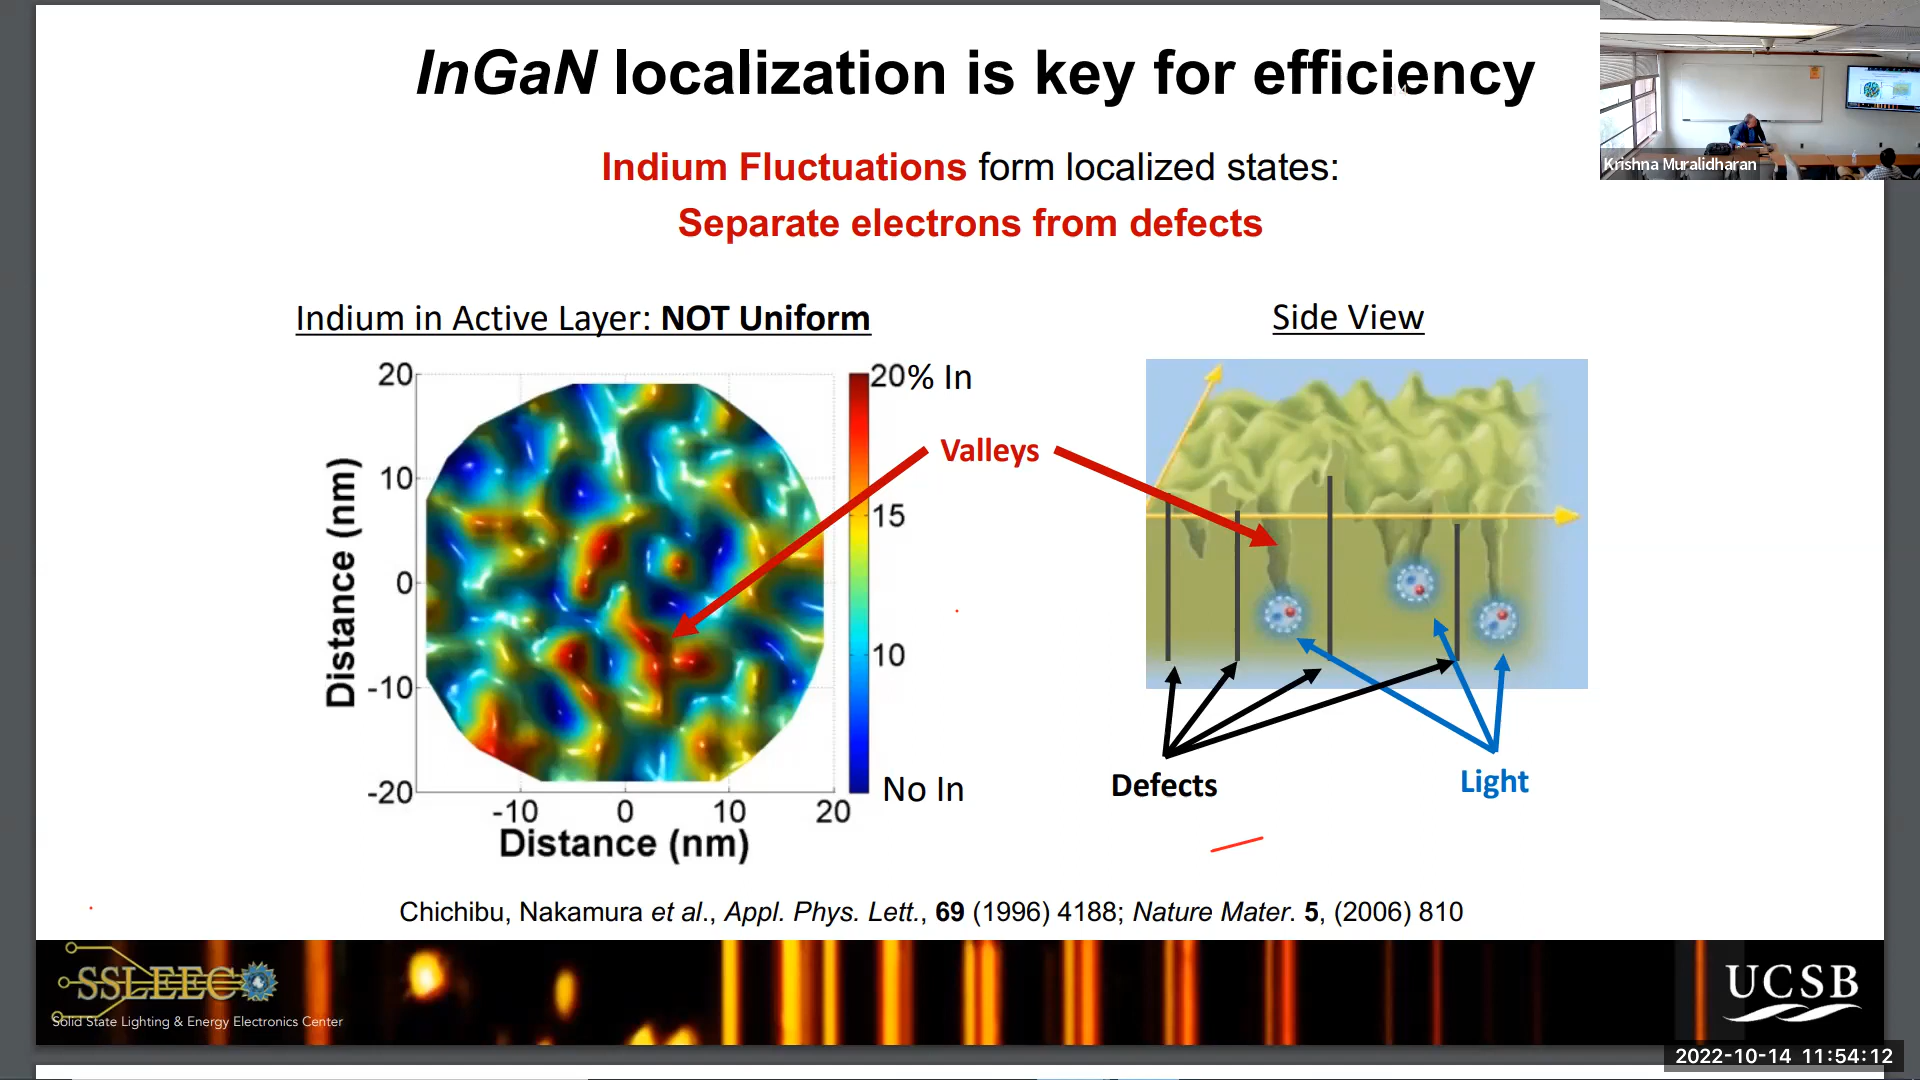 InGaN localization is key for efficiency
Krishna Muralidharan
Indium Fluctuations form localized states:
Separate electrons from defects
Indium in Active Layer: NOT Uniform
Side View
20
10
0
-10
-20
Distance (nm)
-10 0 10 20
Distance (nm)
20% In
15
10
No In
Valleys
Defects
Light
Chichibu, Nakamura et al., Appl. Phys. Lett., 69 (1996) 4188; Nature Mater. 5, (2006) 810
SSLEEC
Solid State Lighting & Energy Electronics Center
UCSB
2022-10-14 11:54:12